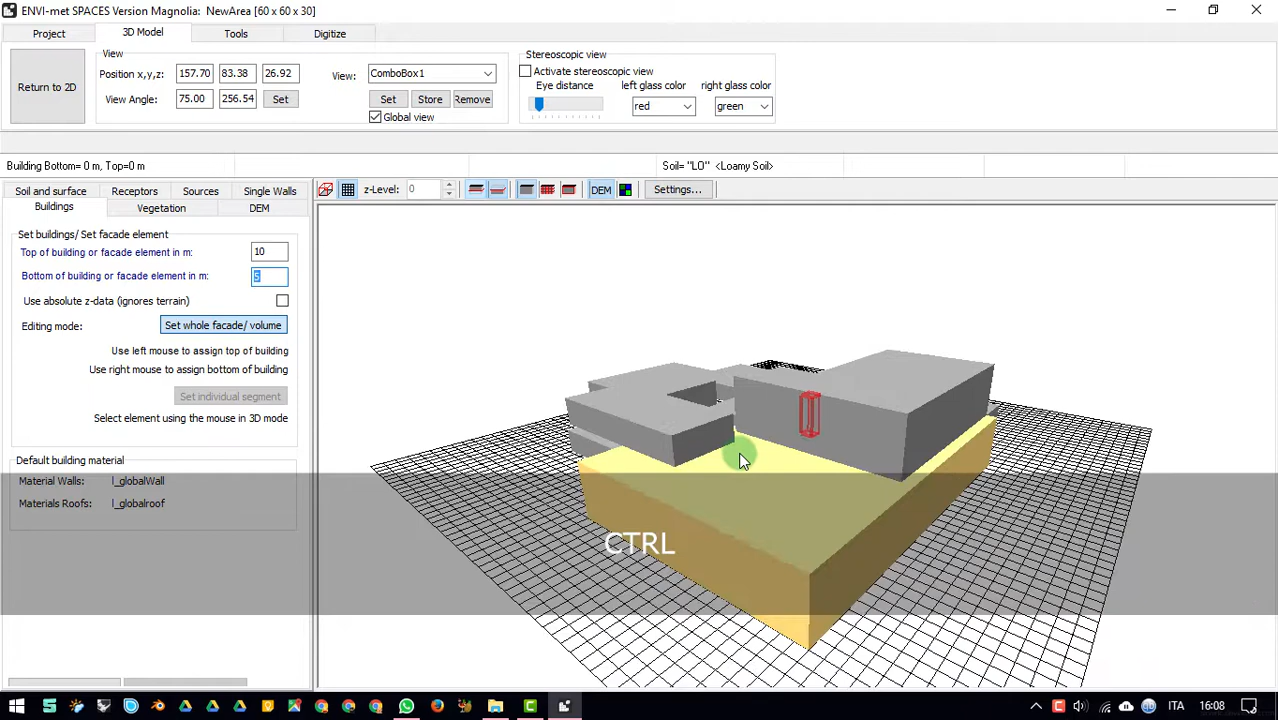 ENVI-met SPACES Version Magnolia: NewArea [60 x 60 x 30]
Project 3D Model Tools Digitize
Return to 2D
View
Position x,y,z: 157.70 83.38 26.92
View: ComboBox1
View Angle: 75.00 256.54 Set
Set Store Remove
Global view
Stereoscopic view
Activate stereoscopic view
Eye distance left glass color right glass color
red green
Building Bottom= 0 m, Top=0 m
Soil= "LO" <Loamy Soil>
Soil and surface Receptors Sources Single Walls
Buildings Vegetation DEM
z-Level: 0 DEM Settings...
Set buildings/ Set facade element
Top of building or facade element in m: 10
Bottom of building or facade element in m: 5
Use absolute z-data (ignores terrain)
Editing mode: Set whole facade/ volume
Use left mouse to assign top of building
Use right mouse to assign bottom of building
Set individual segment
Select element using the mouse in 3D mode
Default building material
Material Walls: l_globalWall
Materials Roofs: l_globalroof
CTRL
ITA 16:08